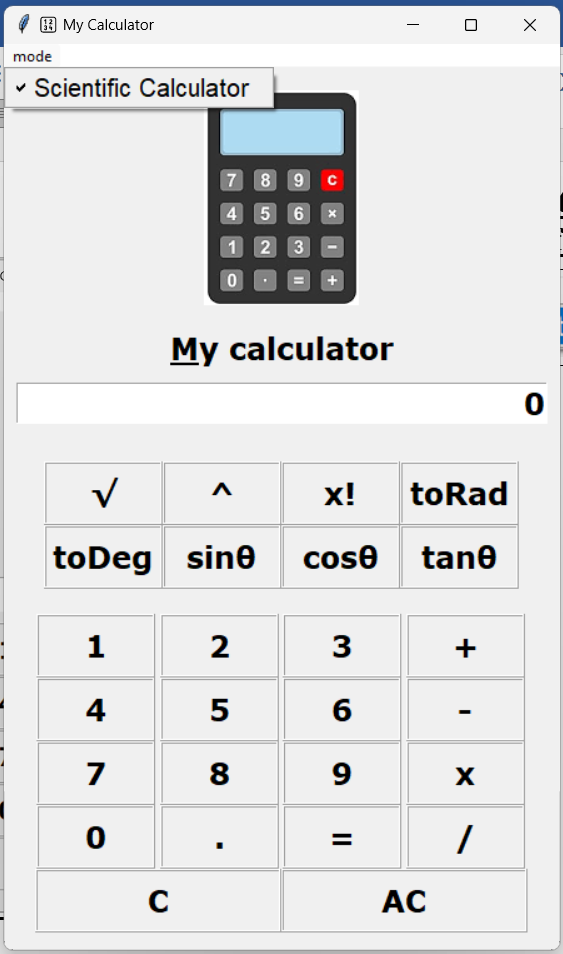 My Calculator
mode
✓ Scientific Calculator
7 8 9 c
4 5 6 ×
1 2 3 −
0 · = +
My calculator
0
√ ^ x! toRad
toDeg sinθ cosθ tanθ
1 2 3 +
4 5 6 -
7 8 9 x
0 . = /
C AC